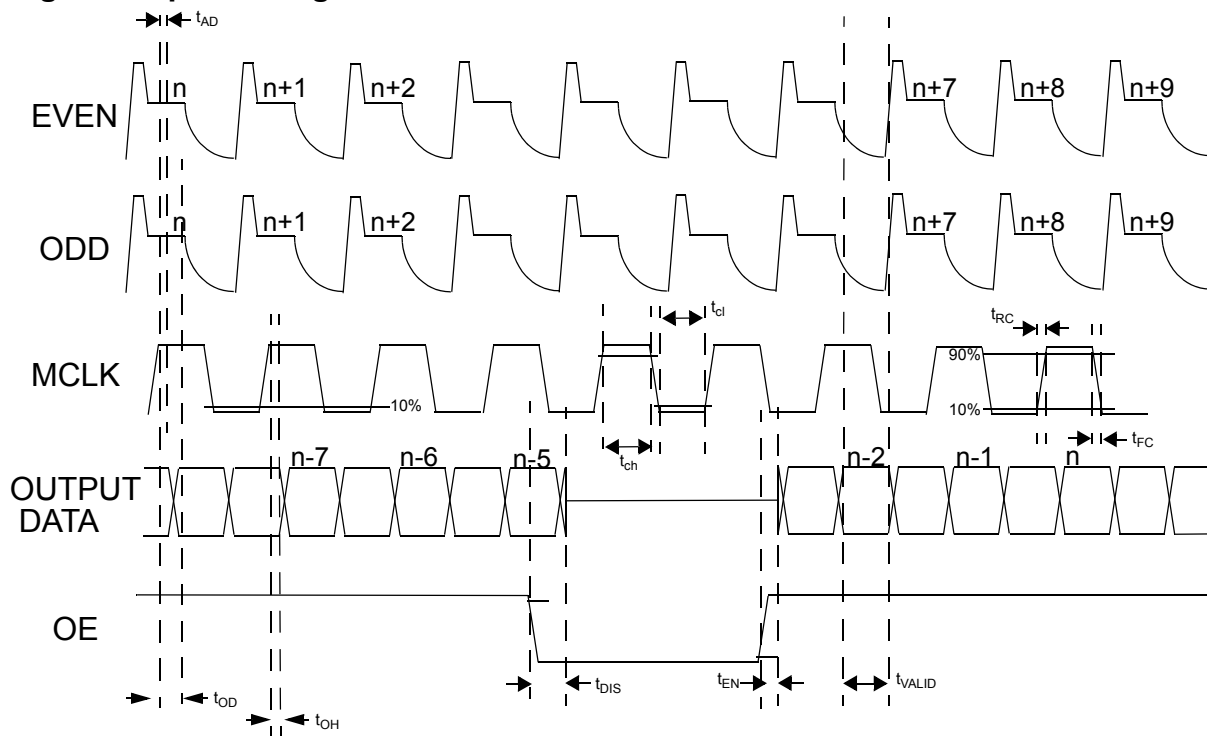 t_AD
EVEN n n+1 n+2 n+7 n+8 n+9
ODD n n+1 n+2 n+7 n+8 n+9
t_cl
t_RC
MCLK 90%
10% 10%
t_ch t_FC
OUTPUT DATA n-7 n-6 n-5 n-2 n-1 n
OE
t_OD t_OH t_DIS t_EN t_VALID